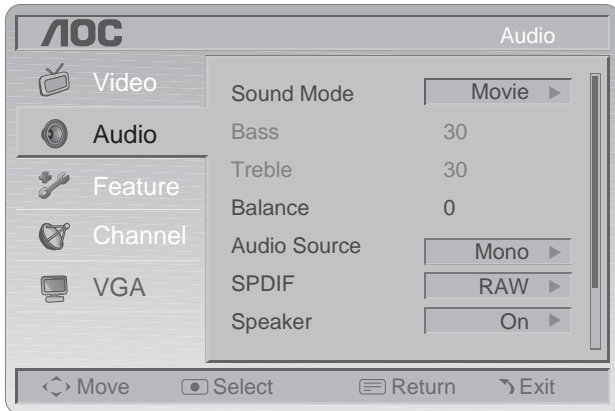 AOC
Audio
Video
Audio
Feature
Channel
VGA
Sound Mode Movie
Bass 30
Treble 30
Balance 0
Audio Source Mono
SPDIF RAW
Speaker On
Move Select Return Exit